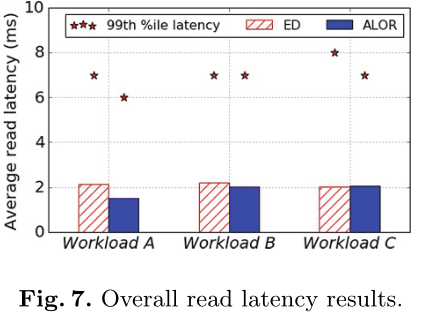 10
8
6
4
2
0
Average read latency (ms)
99th %ile latency ED ALOR
Workload A Workload B Workload C
Fig. 7. Overall read latency results.